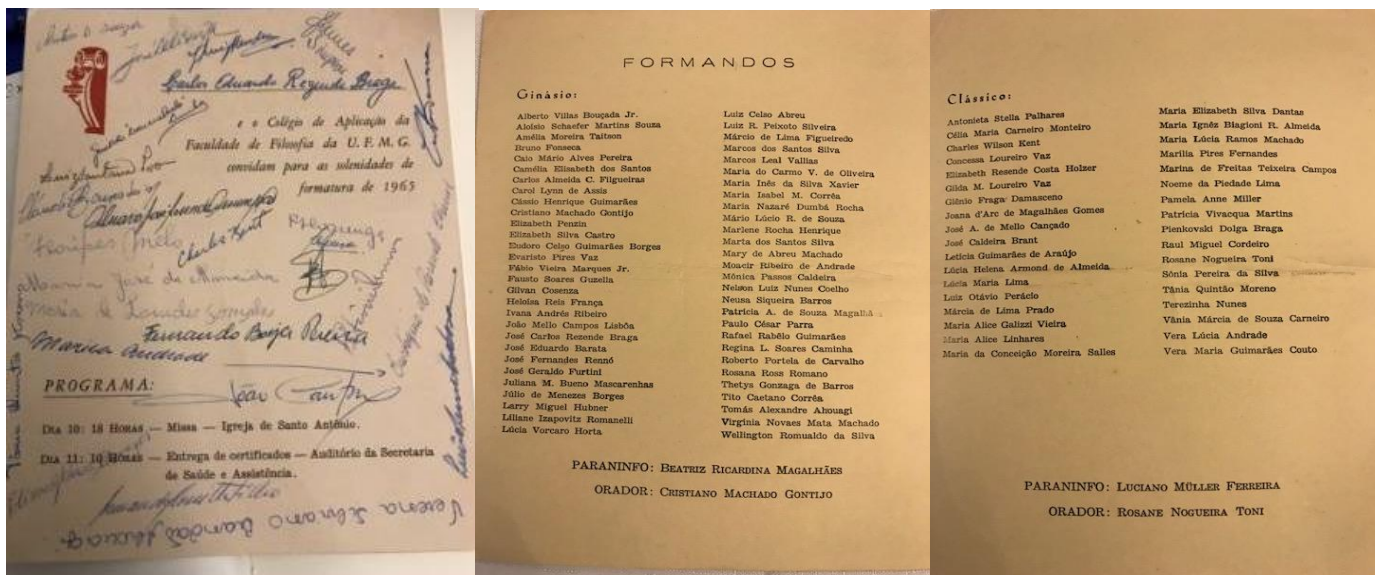 Carlos Eduardo Rezende Braga
e o Colégio de Aplicação da
Faculdade de Filosofia da U. F. M. G.
convidam para as solenidades de
formatura de 1965
Charles Kent
Maria de Lourdes
Fernando Borja Pereira
Marisa Andrade
PROGRAMA:
DIA 10: 18 HORAS — Missa — Igreja de Santo Antônio.
DIA 11: 10 HORAS — Entrega de certificados — Auditório da Secretaria
de Saúde e Assistência.
FORMANDOS
Ginásio:
Alberto Villas Bouçada Jr.
Aloísio Schaefer Martins Souza
Amélia Moreira Taitson
Bruno Fonseca
Caio Mário Alves Pereira
Camélia Elisabeth dos Santos
Carlos Almeida C. Filgueiras
Carol Lynn de Assis
Cássio Henrique Guimarães
Cristiano Machado Gontijo
Elizabeth Penzin
Elizabeth Silva Castro
Eudoro Celso Guimarães Borges
Evaristo Pires Vaz
Fábio Vieira Marques Jr.
Fausto Soares Guzella
Gilvan Cosenza
Heloisa Reis França
Ivana Andrés Ribeiro
João Mello Campos Lisbôa
José Carlos Rezende Braga
José Eduardo Barata
José Fernandes Rennó
José Geraldo Furtini
Juliana M. Bueno Mascarenhas
Júlio de Menezes Borges
Larry Miguel Hubner
Liliane Izapovitz Romanelli
Lúcia Vorcaro Horta
Luiz Celso Abreu
Luiz R. Peixoto Silveira
Márcio de Lima Figueiredo
Marcos dos Santos Silva
Marcos Leal Vallias
Maria do Carmo V. de Oliveira
Maria Inês da Silva Xavier
Maria Isabel M. Corrêa
Maria Nazaré Dumbá Rocha
Mário Lúcio R. de Souza
Marlene Rocha Henrique
Marta dos Santos Silva
Mary de Abreu Machado
Moacir Ribeiro de Andrade
Mônica Passos Caldeira
Nelson Luiz Nunes Coelho
Neusa Siqueira Barros
Patrícia A. de Souza Magalhã
Paulo César Parra
Rafael Rabêlo Guimarães
Regina L. Soares Caminha
Roberto Portela de Carvalho
Rosana Ross Romano
Thetys Gonzaga de Barros
Tito Caetano Corrêa
Tomás Alexandre Ahouagi
Virginia Novaes Mata Machado
Wellington Romualdo da Silva
PARANINFO: BEATRIZ RICARDINA MAGALHÃES
ORADOR: CRISTIANO MACHADO GONTIJO
Clássico:
Antonieta Stella Palhares
Célia Maria Carneiro Monteiro
Charles Wilson Kent
Concessa Loureiro Vaz
Elizabeth Resende Costa Holzer
Gilda M. Loureiro Vaz
Glênio Fraga Damasceno
Joana d'Arc de Magalhães Gomes
José A. de Mello Cançado
José Caldeira Brant
Letícia Guimarães de Araújo
Lúcia Helena Armond de Almeida
Lúcia Maria Lima
Luiz Otávio Perácio
Márcia de Lima Prado
Maria Alice Galizzi Vieira
Maria Alice Linhares
Maria da Conceição Moreira Salles
Maria Elizabeth Silva Dantas
Maria Ignêz Biagioni R. Almeida
Maria Lúcia Ramos Machado
Marília Pires Fernandes
Marina de Freitas Teixeira Campos
Noeme da Piedade Lima
Pamela Anne Miller
Patrícia Vivacqua Martins
Pienkovski Dolga Braga
Raul Miguel Cordeiro
Rosane Nogueira Toni
Sônia Pereira da Silva
Tânia Quintão Moreno
Terezinha Nunes
Vânia Márcia de Souza Carneiro
Vera Lúcia Andrade
Vera Maria Guimarães Couto
PARANINFO: LUCIANO MÜLLER FERREIRA
ORADOR: ROSANE NOGUEIRA TONI